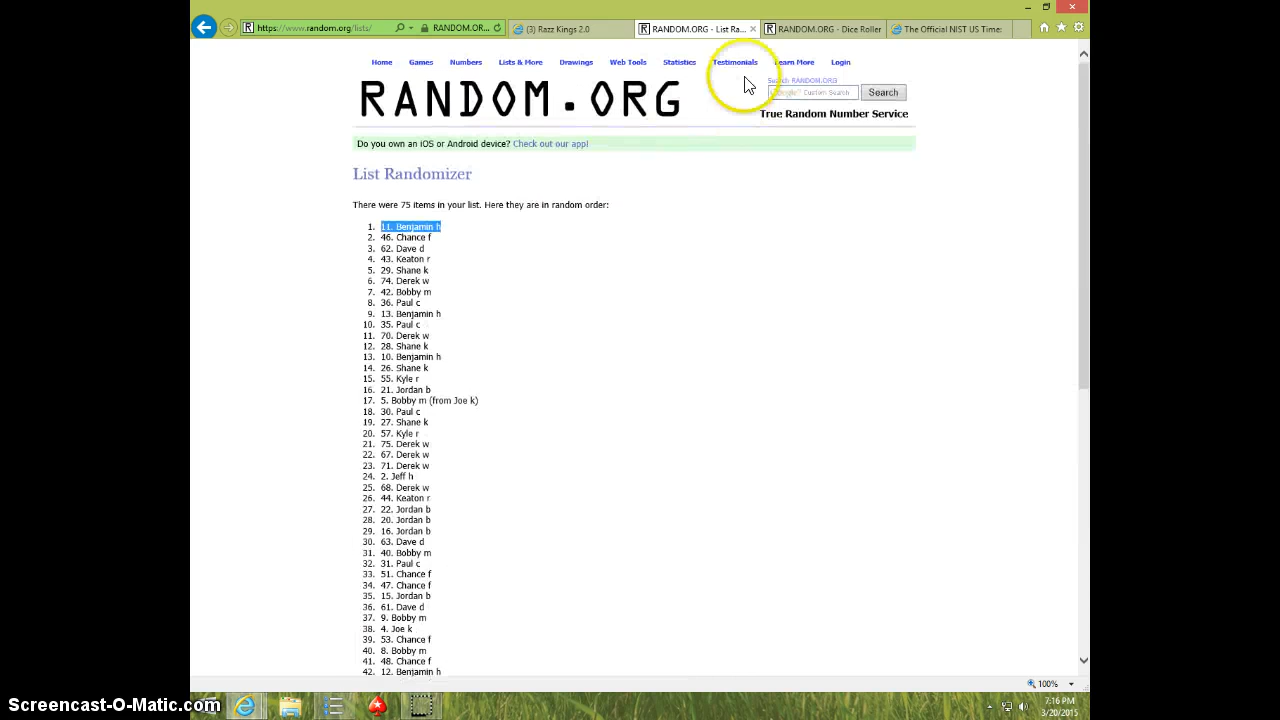 https://www.random.org/lists/ RANDOM.OR... (3) Razz Kings 2.0 RANDOM.ORG - List Ra... RANDOM.ORG - Dice Roller The Official NIST US Time:
Home Games Numbers Lists & More Drawings Web Tools Statistics Testimonials Learn More Login
Search RANDOM.ORG
RANDOM.ORG
Google Custom Search Search
True Random Number Service
Do you own an iOS or Android device? Check out our app!
List Randomizer
There were 75 items in your list. Here they are in random order:
1. 11. Benjamin h
2. 46. Chance f
3. 62. Dave d
4. 43. Keaton r
5. 29. Shane k
6. 74. Derek w
7. 42. Bobby m
8. 36. Paul c
9. 13. Benjamin h
10. 35. Paul c
11. 70. Derek w
12. 28. Shane k
13. 10. Benjamin h
14. 26. Shane k
15. 55. Kyle r
16. 21. Jordan b
17. 5. Bobby m (from Joe k)
18. 30. Paul c
19. 27. Shane k
20. 57. Kyle r
21. 75. Derek w
22. 67. Derek w
23. 71. Derek w
24. 2. Jeff h
25. 68. Derek w
26. 44. Keaton r
27. 22. Jordan b
28. 20. Jordan b
29. 16. Jordan b
30. 63. Dave d
31. 40. Bobby m
32. 31. Paul c
33. 51. Chance f
34. 47. Chance f
35. 15. Jordan b
36. 61. Dave d
37. 9. Bobby m
38. 4. Joe k
39. 53. Chance f
40. 8. Bobby m
41. 48. Chance f
42. 12. Benjamin h
100%
7:16 PM
3/20/2015
Screencast-O-Matic.com